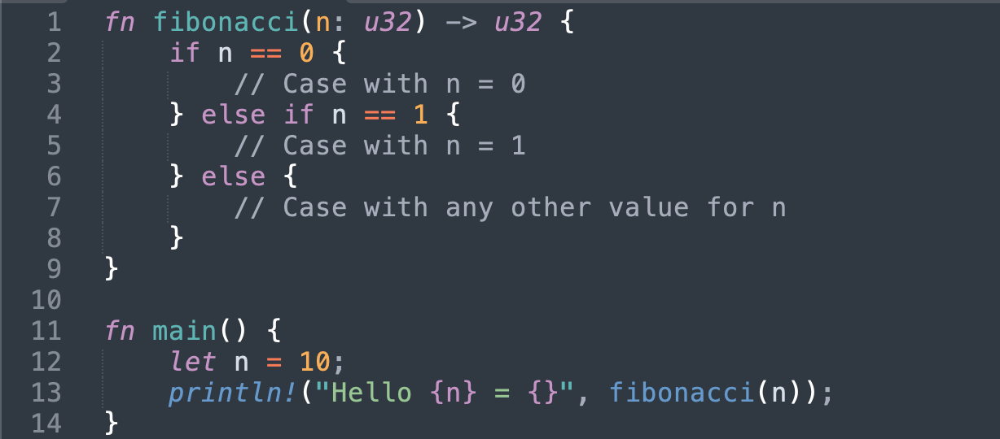 1 fn fibonacci(n: u32) -> u32 {
2     if n == 0 {
3         // Case with n = 0
4     } else if n == 1 {
5         // Case with n = 1
6     } else {
7         // Case with any other value for n
8     }
9 }
10
11 fn main() {
12     let n = 10;
13     println!("Hello {n} = {}", fibonacci(n));
14 }